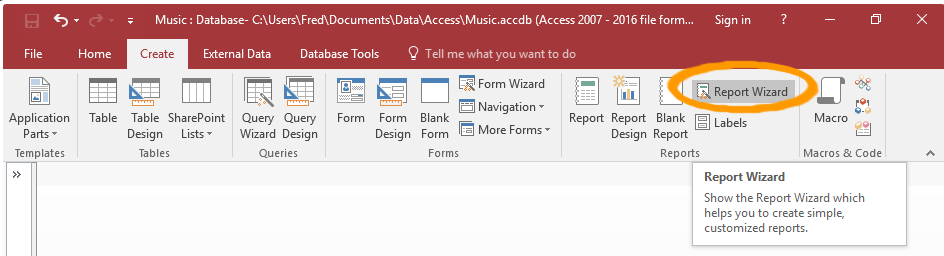 Music : Database- C:\Users\Fred\Documents\Data\Access\Music.accdb (Access 2007 - 2016 file form... Sign in ?
File Home Create External Data Database Tools Tell me what you want to do
Application Parts
Table
Table Design
SharePoint Lists
Query Wizard
Query Design
Form
Form Design
Blank Form
Form Wizard
Navigation
More Forms
Report
Report Design
Blank Report
Report Wizard
Labels
Macro
Templates Tables Queries Forms Reports Macros & Code
»
Report Wizard
Show the Report Wizard which
helps you to create simple,
customized reports.